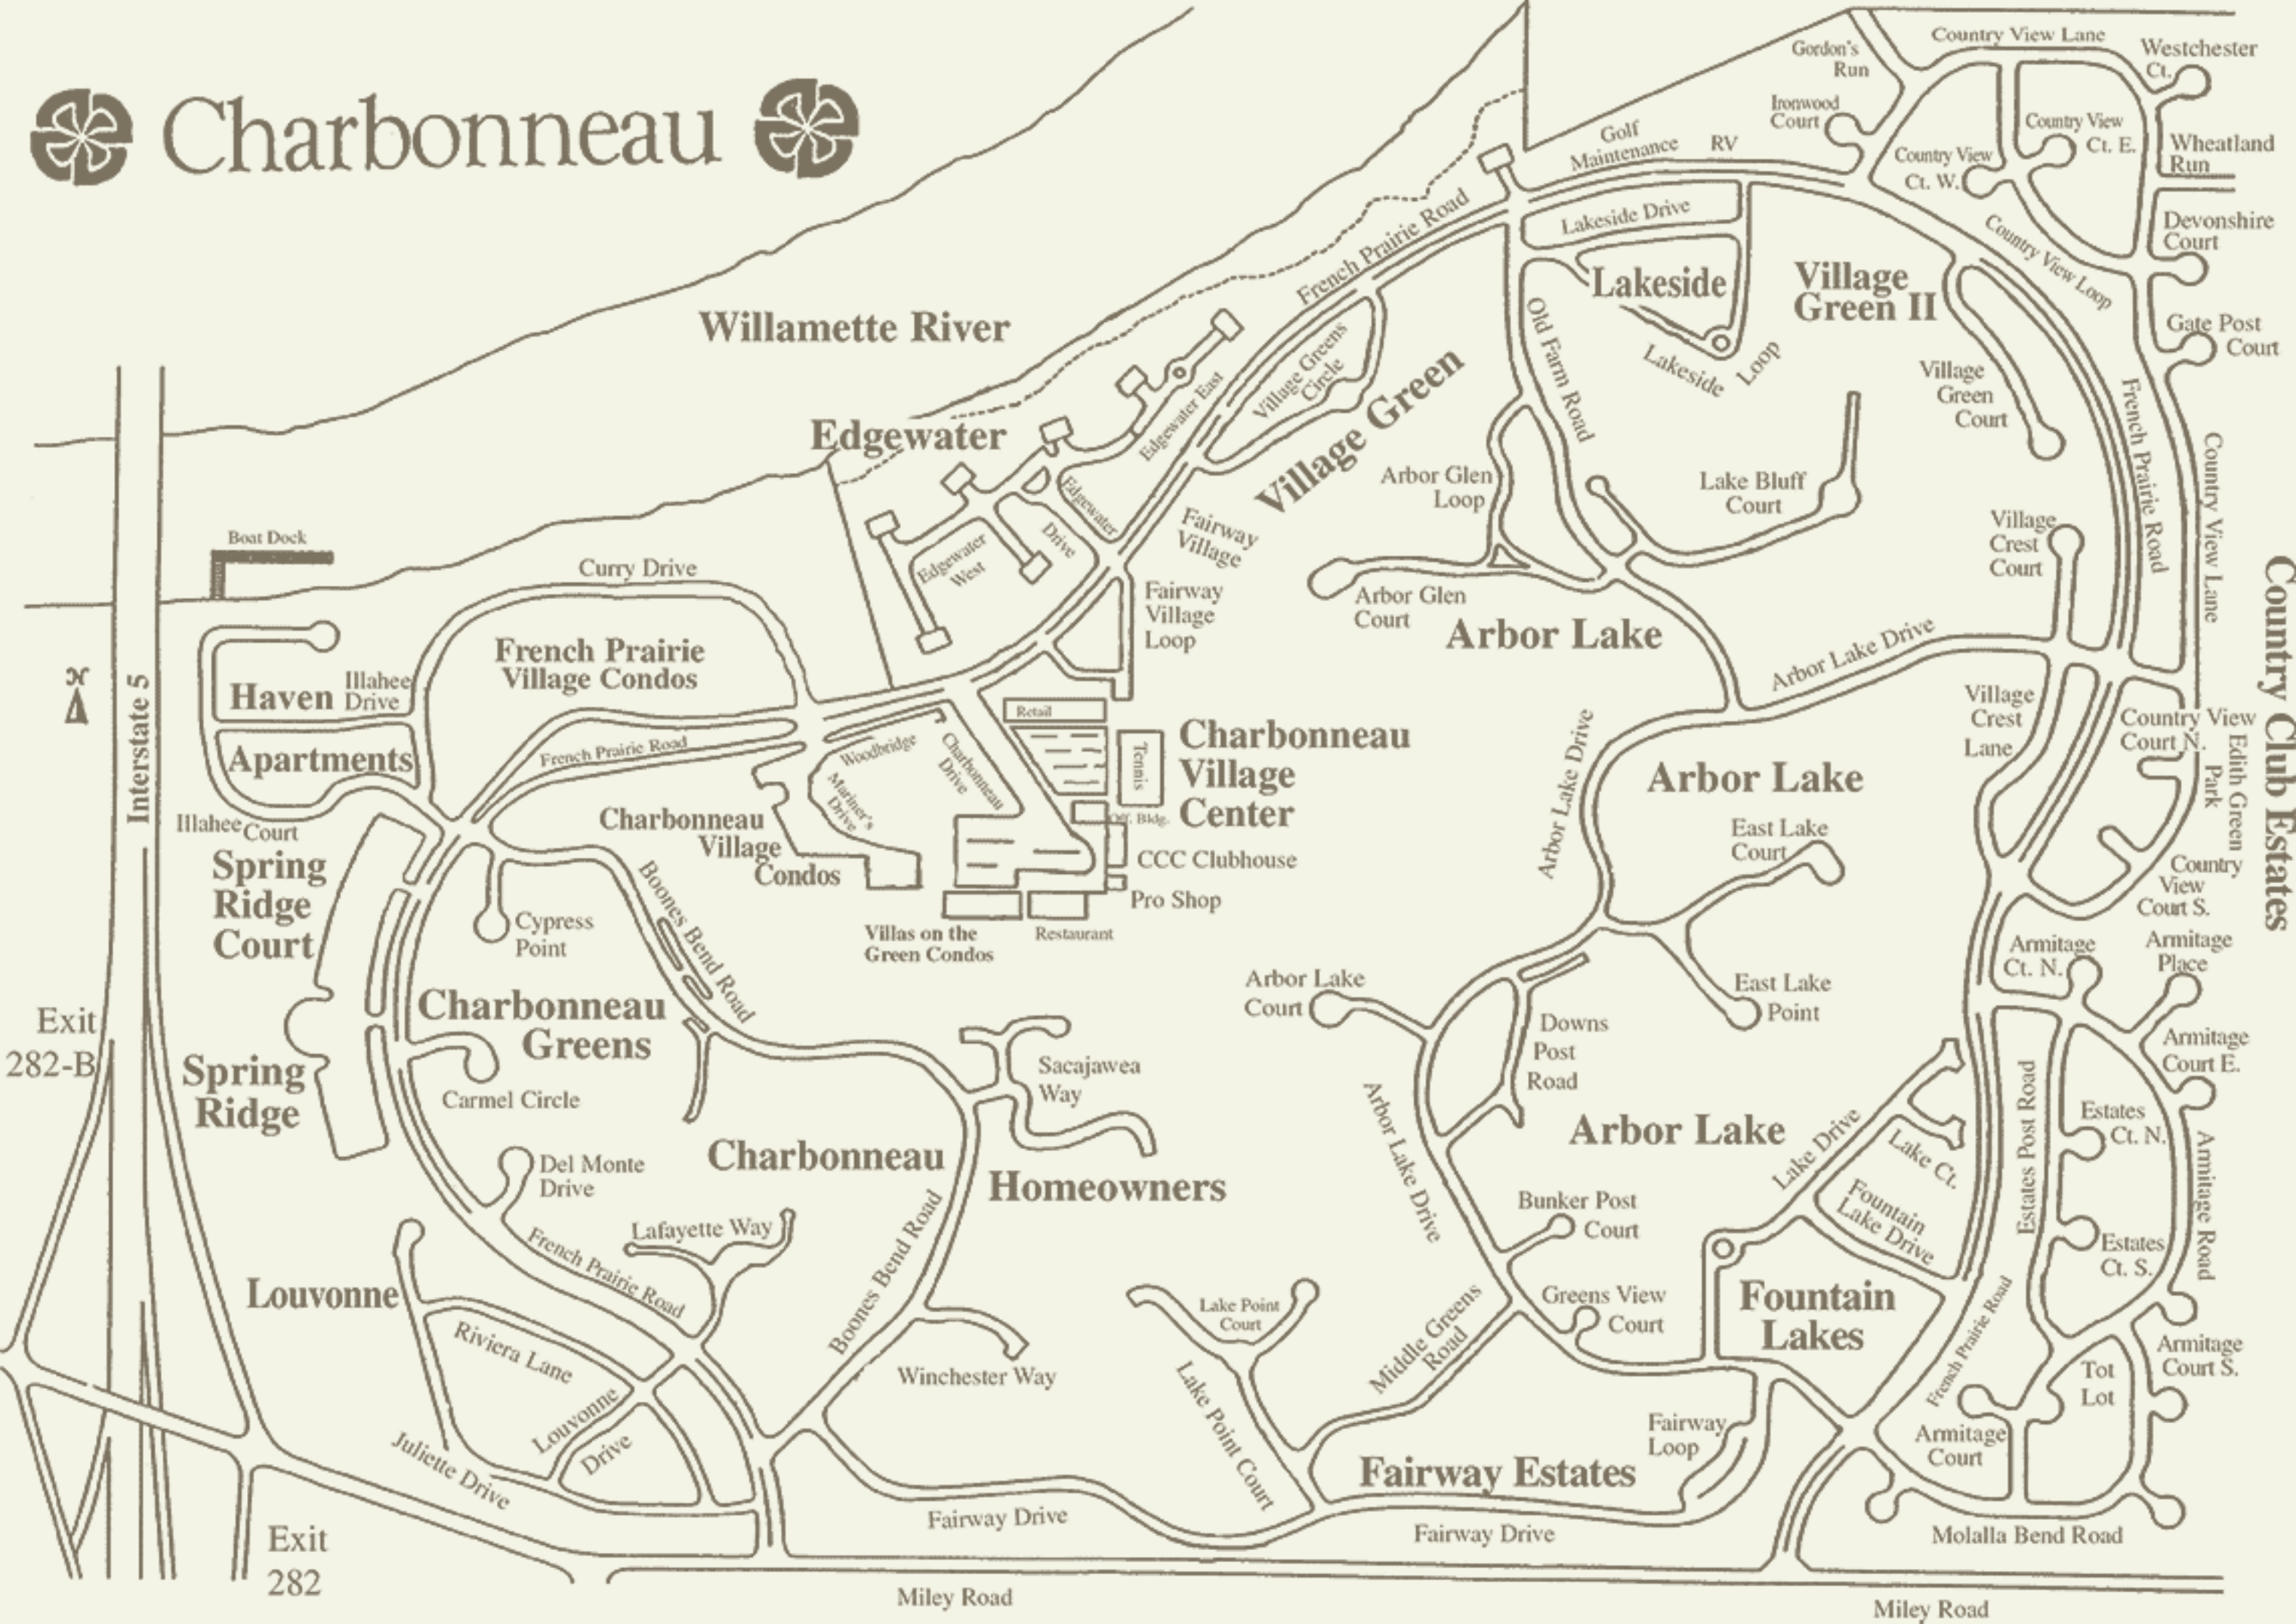 Charbonneau
Willamette River
Edgewater
Boat Dock
Curry Drive
French Prairie
Village Condos
Haven
Illahee
Drive
Apartments
Illahee Court
Interstate 5
Spring
Ridge
Court
Exit
282-B
Spring
Ridge
French Prairie Road
Woodbridge
Mariner's
Drive
Charbonneau
Drive
Charbonneau
Village
Condos
Retail
Tennis
Off. Bldg.
Charbonneau
Village
Center
CCC Clubhouse
Pro Shop
Restaurant
Villas on the
Green Condos
Cypress
Point
Boones Bend Road
Charbonneau
Greens
Carmel Circle
Del Monte
Drive
Lafayette Way
French Prairie Road
Louvonne
Riviera Lane
Louvonne
Drive
Juliette Drive
Exit
282
Sacajawea
Way
Charbonneau
Homeowners
Boones Bend Road
Winchester Way
Fairway Drive
Miley Road
Edgewater East
Edgewater
Drive
Edgewater
West
Fairway
Village
Fairway
Village
Loop
French Prairie Road
Village Greens
Circle
Village Green
Golf
Maintenance
RV
Lakeside Drive
Lakeside
Lakeside
Loop
Old Farm Road
Village
Green II
Village
Green
Court
Arbor Glen
Loop
Arbor Glen
Court
Lake Bluff
Court
Arbor Lake
Arbor Lake Drive
Village
Crest
Court
Village
Crest
Lane
Gordon's
Run
Ironwood
Court
Country View Lane
Westchester
Ct.
Country View
Ct. E.
Country View
Ct. W.
Wheatland
Run
Devonshire
Court
Country View Loop
Gate Post
Court
French Prairie Road
Country View Lane
Country Club Estates
Country View
Court N.
Edith Green
Park
Country
View
Court S.
Arbor Lake Drive
Arbor Lake
East Lake
Court
East Lake
Point
Arbor Lake
Court
Downs
Post
Road
Arbor Lake
Arbor Lake Drive
Bunker Post
Court
Greens View
Court
Middle Greens
Road
Lake Point
Court
Lake Point Court
Fairway Estates
Fairway
Loop
Fairway Drive
Lake Drive
Lake Ct.
Fountain
Lake Drive
Fountain
Lakes
Armitage
Ct. N.
Armitage
Place
Armitage
Court E.
Estates Post Road
Estates
Ct. N.
Estates
Ct. S.
Armitage Road
Armitage
Court S.
Tot
Lot
Armitage
Court
French Prairie Road
Molalla Bend Road
Miley Road